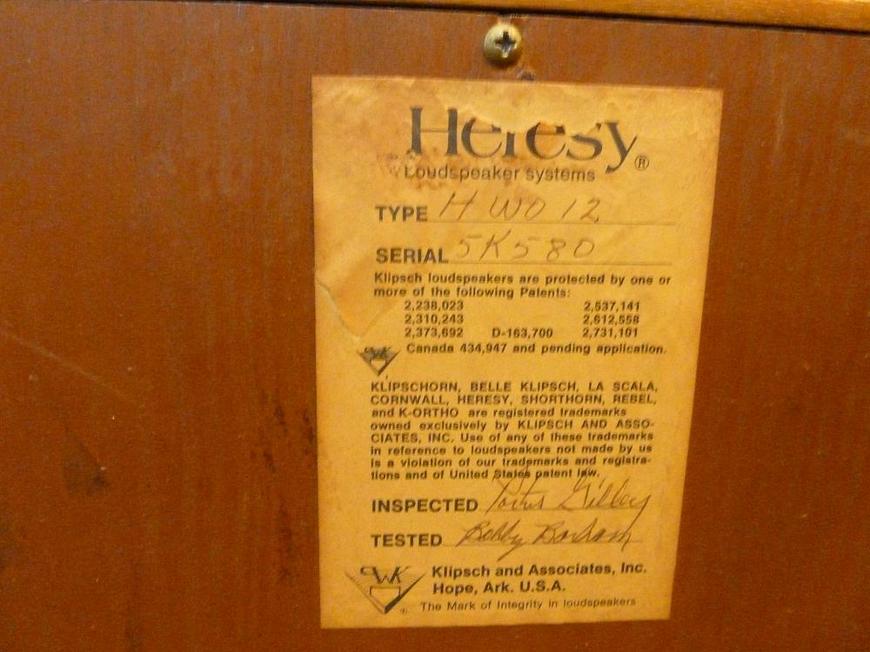 Heresy®
Loudspeaker systems
TYPE HWO 12
SERIAL 5K580
Klipsch loudspeakers are protected by one or
more of the following Patents:
2,238,023 2,537,141
2,310,243 2,612,558
2,373,692 D-163,700 2,731,101
Canada 434,947 and pending application.
PWK
KLIPSCHORN, BELLE KLIPSCH, LA SCALA,
CORNWALL, HERESY, SHORTHORN, REBEL,
and K-ORTHO are registered trademarks
owned exclusively by KLIPSCH AND ASSO-
CIATES, INC. Use of any of these trademarks
in reference to loudspeakers not made by us
is a violation of our trademarks and registra-
tions and of United States patent law.
INSPECTED Gilbey
TESTED Bobby
PWK ®
Klipsch and Associates, Inc.
Hope, Ark. U.S.A.
The Mark of Integrity in loudspeakers